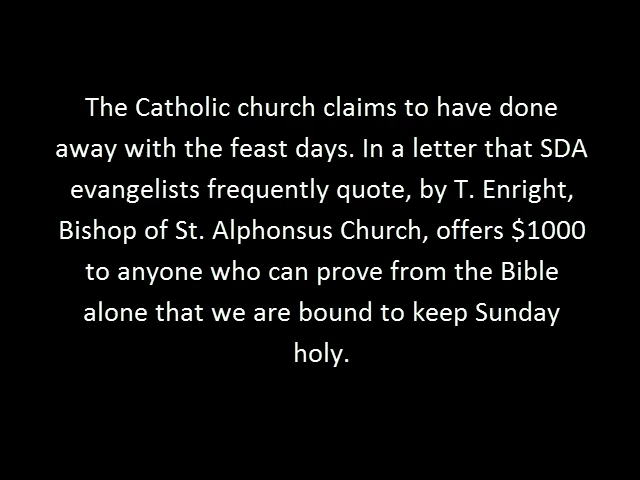 The Catholic church claims to have done
away with the feast days. In a letter that SDA
evangelists frequently quote, by T. Enright,
Bishop of St. Alphonsus Church, offers $1000
to anyone who can prove from the Bible
alone that we are bound to keep Sunday
holy.